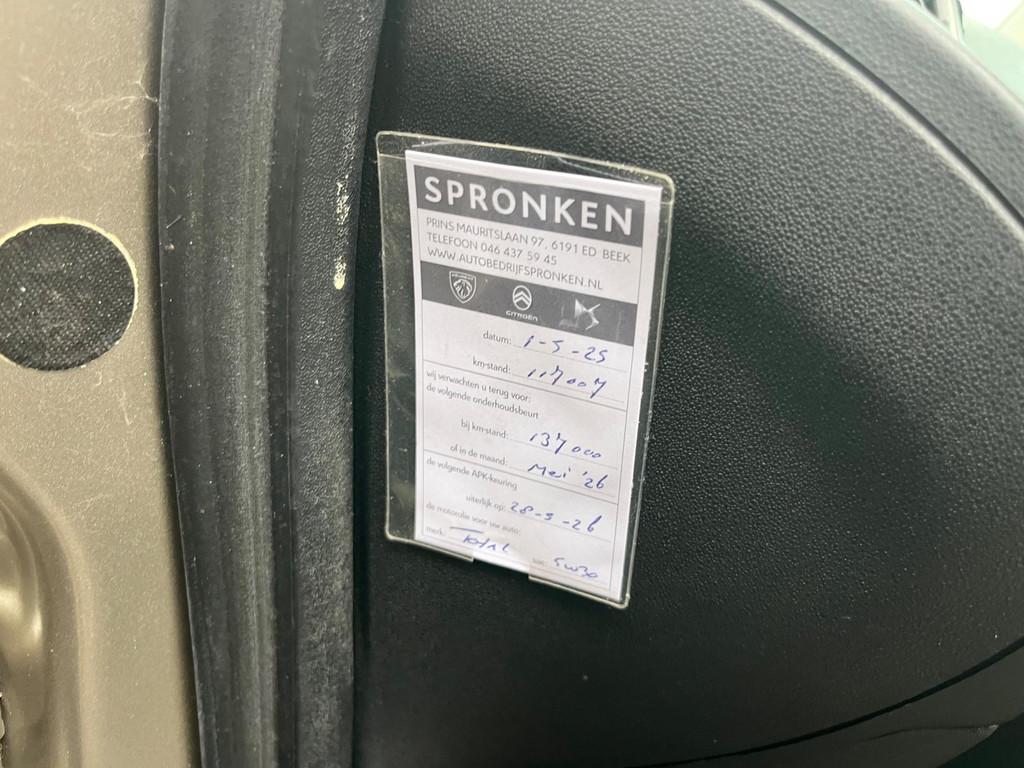 SPRONKEN
PRINS MAURITSLAAN 97, 6191 ED BEEK
TELEFOON 046 437 59 45
WWW.AUTOBEDRIJFSPRONKEN.NL
CITROËN
datum: 1-5-25
km-stand: 117007
wij verwachten u terug voor:
de volgende onderhoudsbeurt
bij km-stand: 137000
of in de maand: Mei '26
de volgende APK-keuring
uiterlijk op: 28-5-26
de motorolie voor uw auto:
merk: Total 5w30